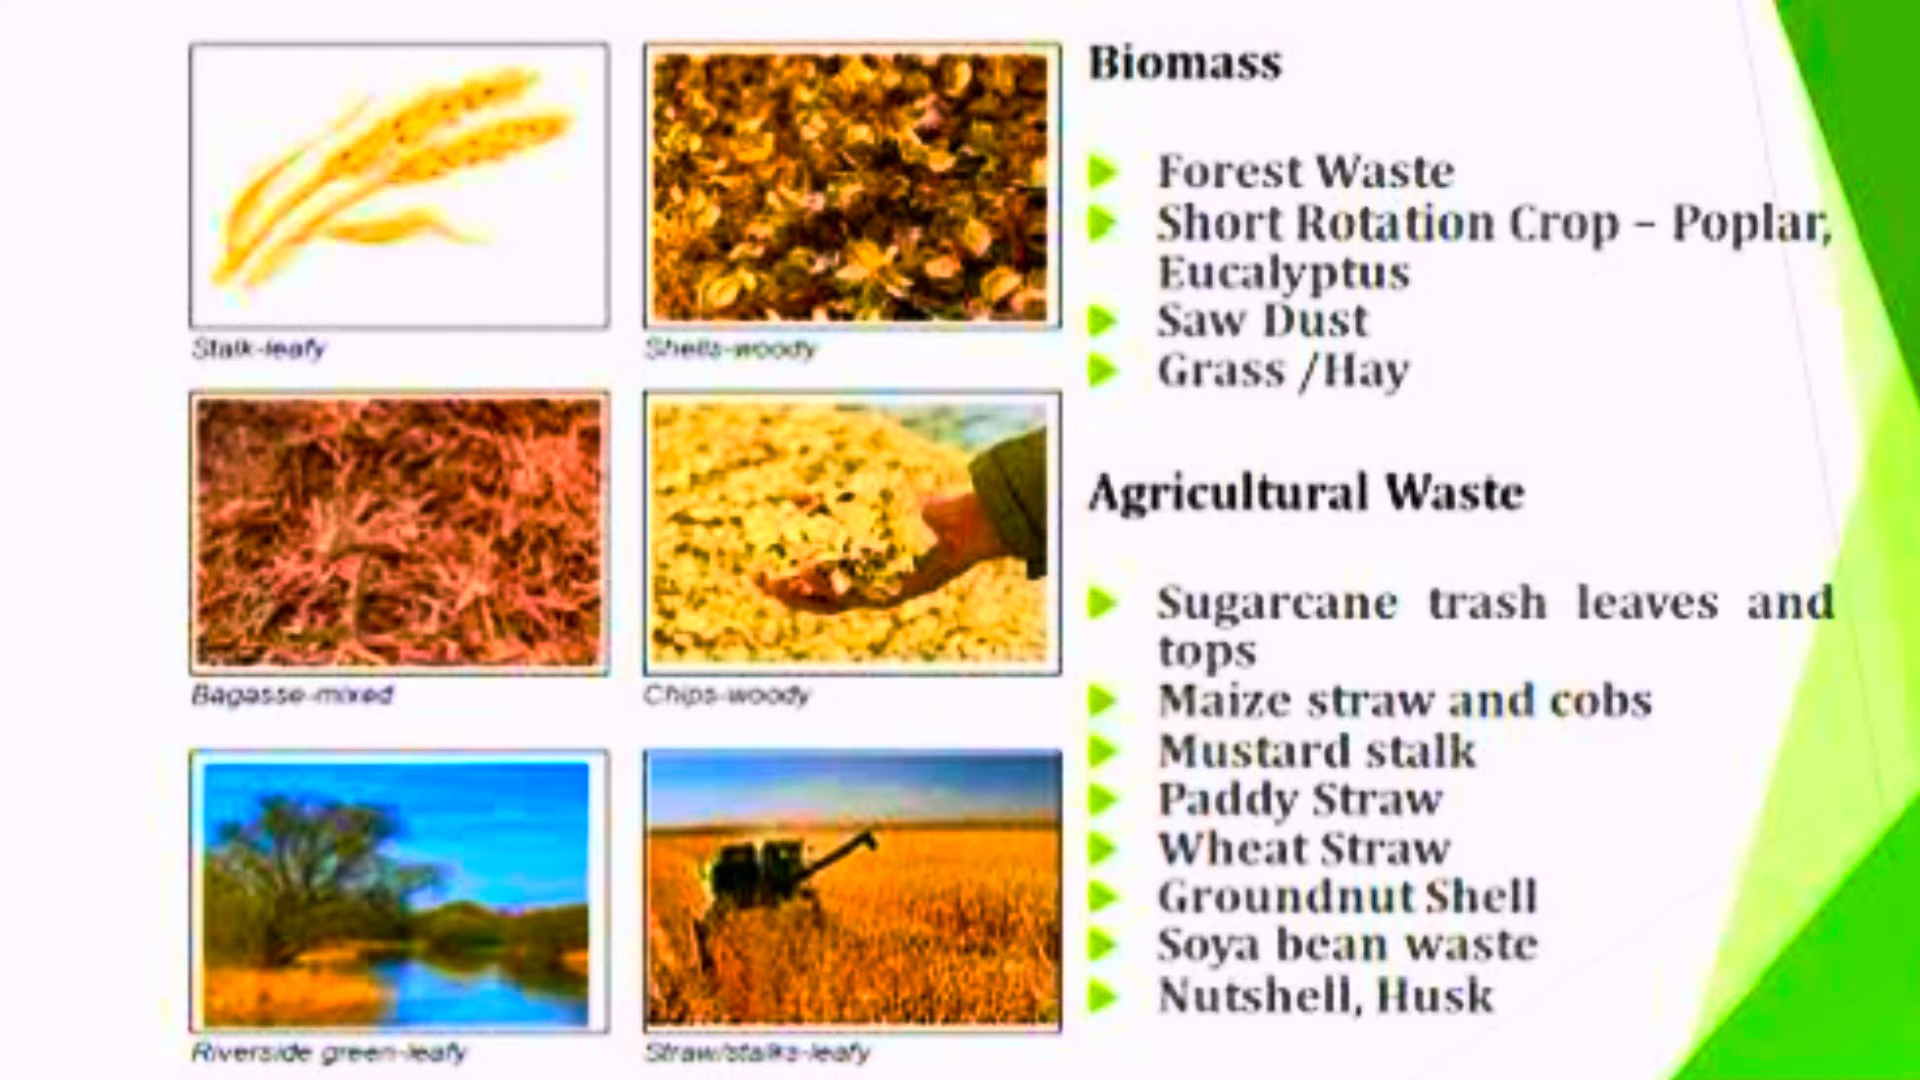 Stalk-leafy
Shells-woody
Bagasse-mixed
Chips-woody
Riverside green-leafy
Straw/stalks-leafy
Biomass
Forest Waste
Short Rotation Crop – Poplar,
Eucalyptus
Saw Dust
Grass /Hay
Agricultural Waste
Sugarcane trash leaves and
tops
Maize straw and cobs
Mustard stalk
Paddy Straw
Wheat Straw
Groundnut Shell
Soya bean waste
Nutshell, Husk